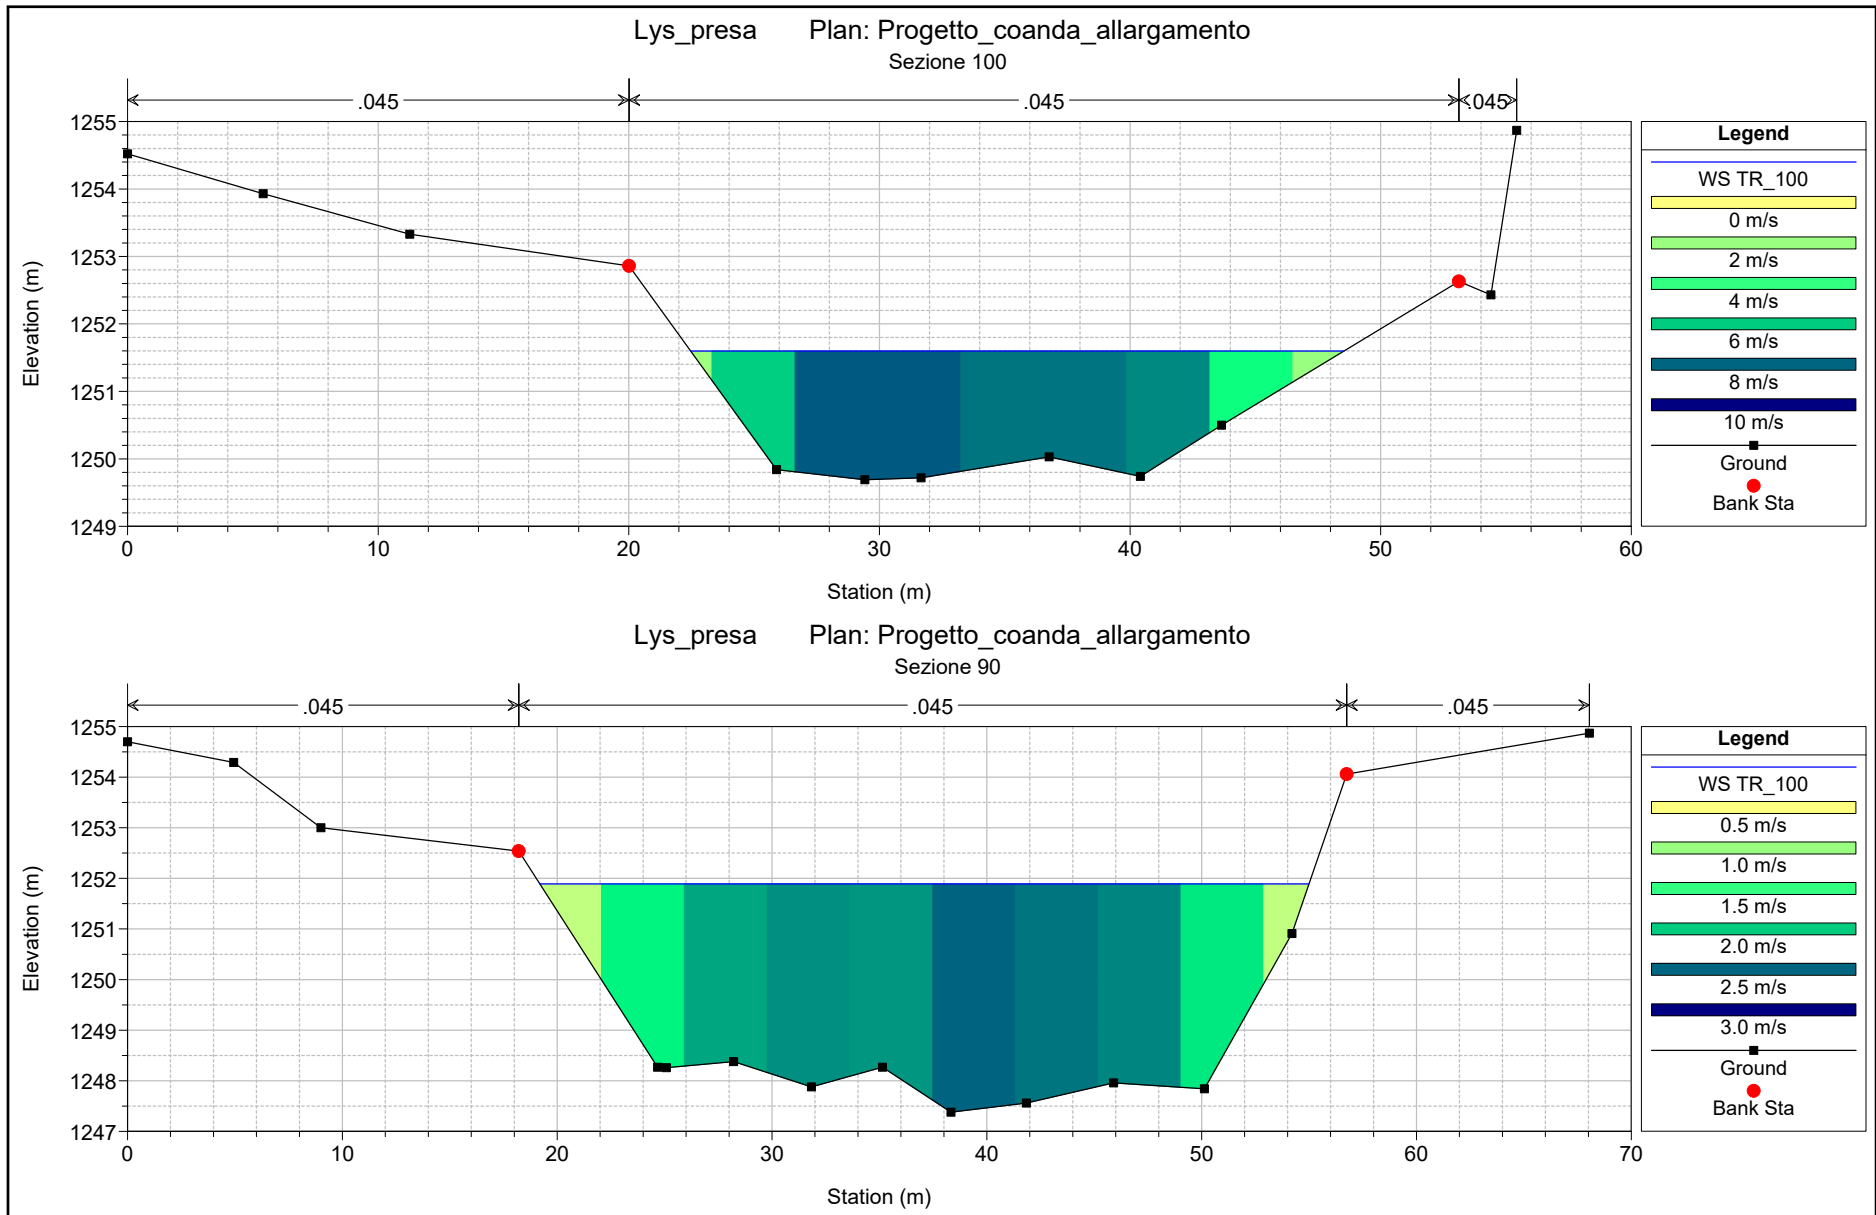 Lys_presa Plan: Progetto_coanda_allargamento
Sezione 100
.045 .045 .045
1255
1254
1253
1252
1251
1250
1249
Elevation (m)
0 10 20 30 40 50 60
Station (m)
Legend
WS TR_100
0 m/s
2 m/s
4 m/s
6 m/s
8 m/s
10 m/s
Ground
Bank Sta
Lys_presa Plan: Progetto_coanda_allargamento
Sezione 90
.045 .045 .045
1255
1254
1253
1252
1251
1250
1249
1248
1247
Elevation (m)
0 10 20 30 40 50 60 70
Station (m)
Legend
WS TR_100
0.5 m/s
1.0 m/s
1.5 m/s
2.0 m/s
2.5 m/s
3.0 m/s
Ground
Bank Sta